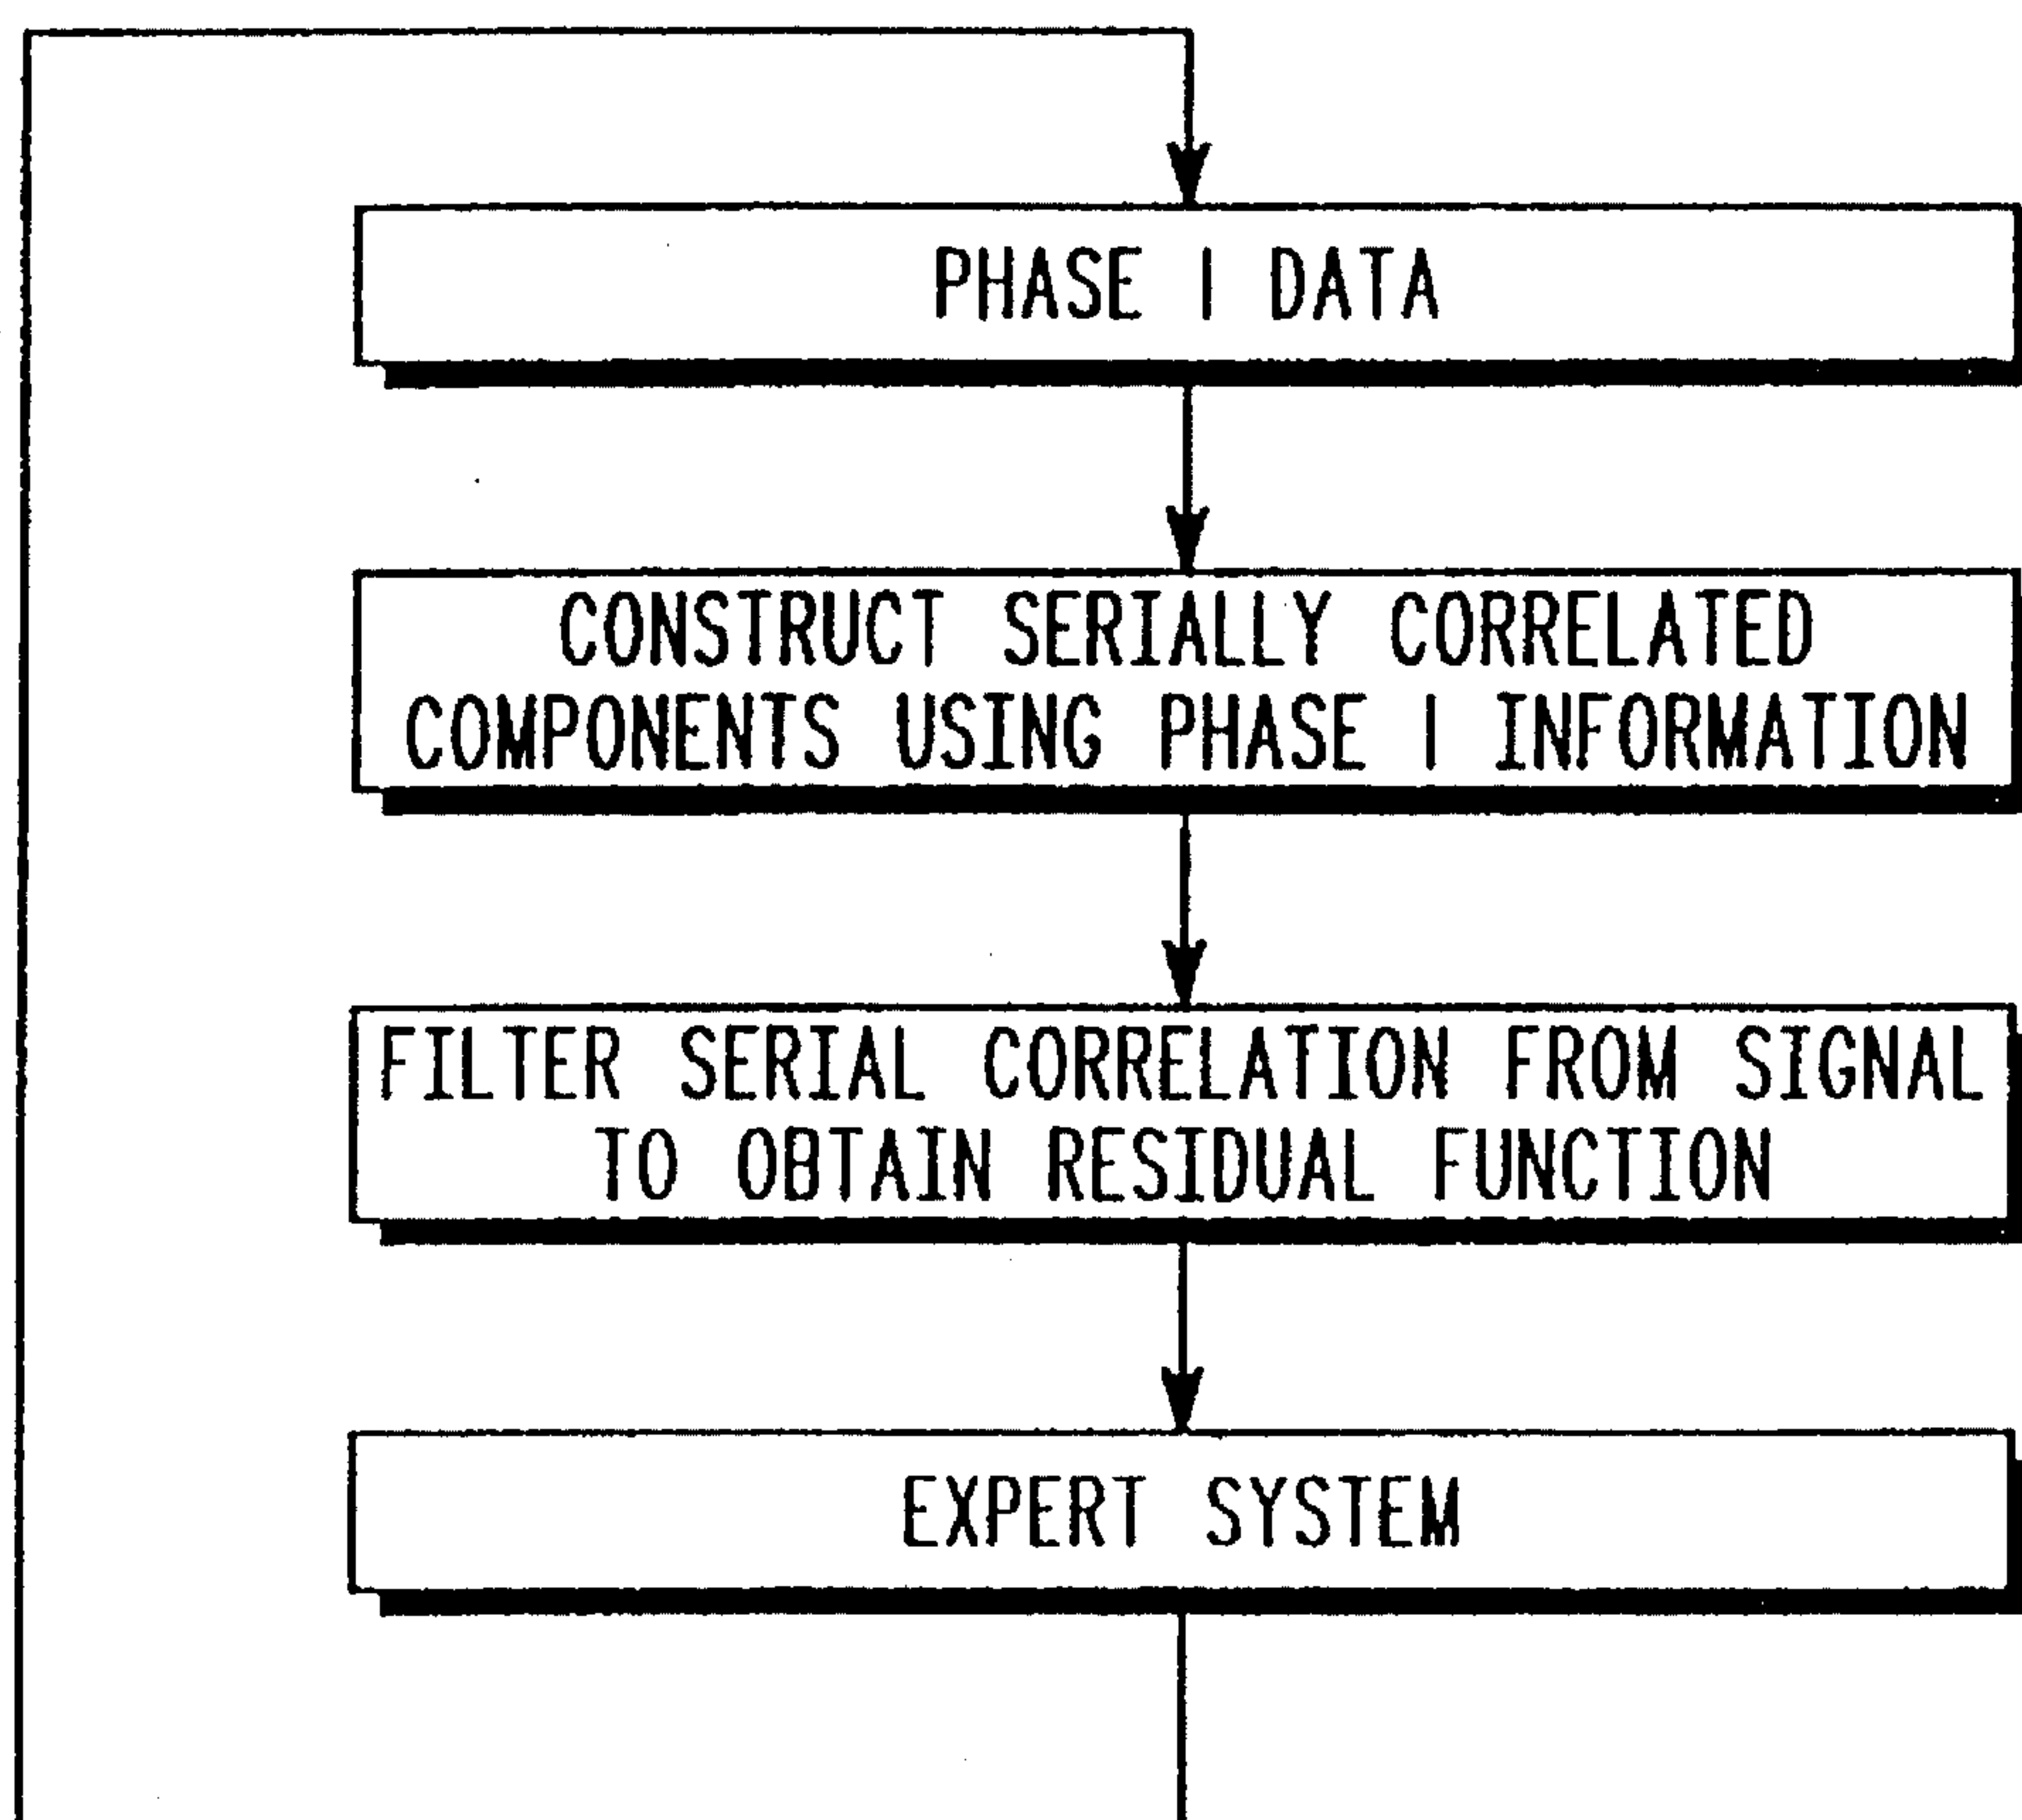 PHASE I DATA
CONSTRUCT SERIALLY CORRELATED
COMPONENTS USING PHASE I INFORMATION
FILTER SERIAL CORRELATION FROM SIGNAL
TO OBTAIN RESIDUAL FUNCTION
EXPERT SYSTEM